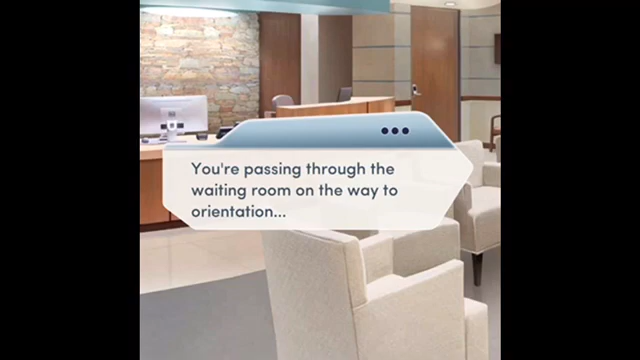 You're passing through the
waiting room on the way to
orientation...